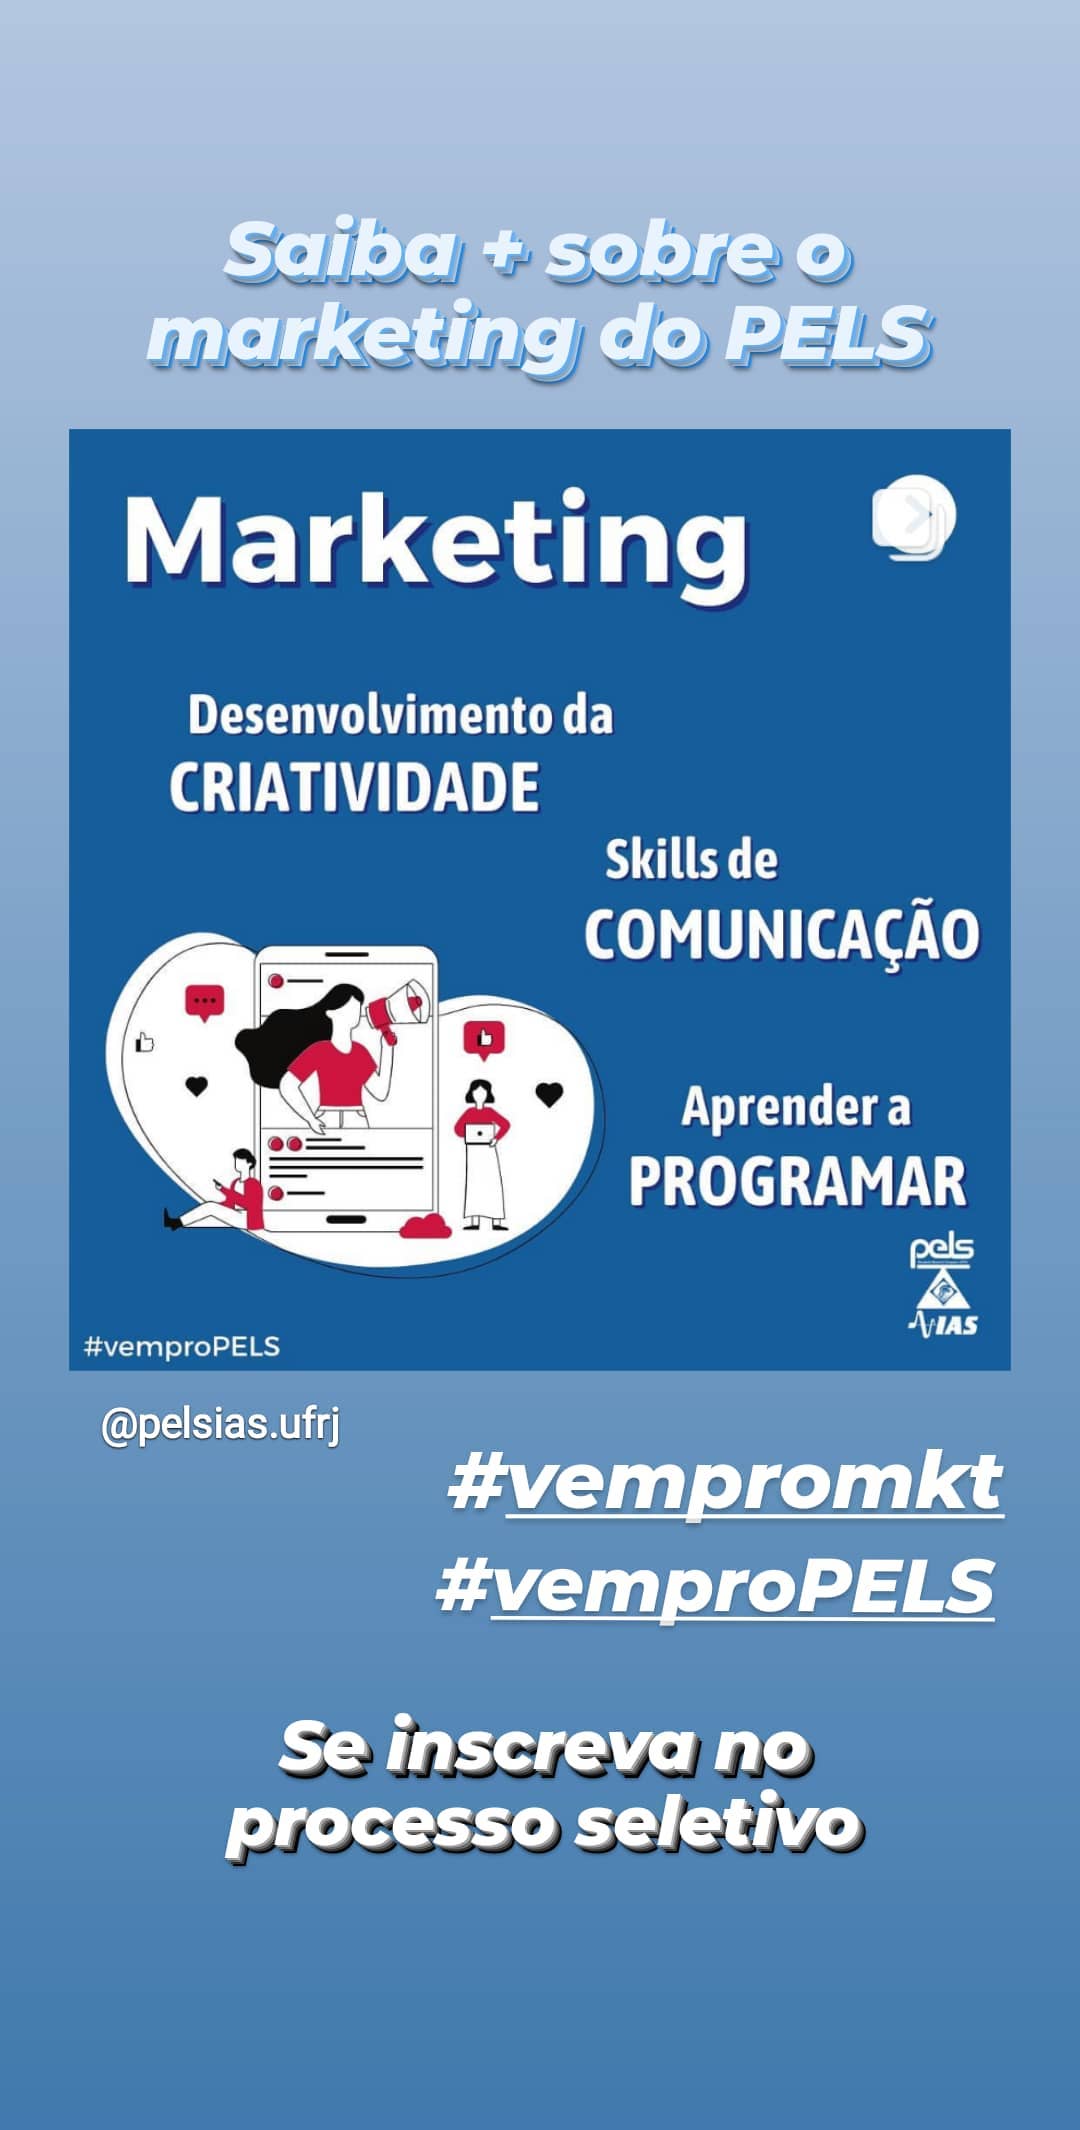 Saiba + sobre o
marketing do PELS
Marketing
Desenvolvimento da
CRIATIVIDADE
Skills de
COMUNICAÇÃO
Aprender a
PROGRAMAR
pels
IAS
#vemproPELS
@pelsias.ufrj
#vempromkt
#vemproPELS
Se inscreva no
processo seletivo